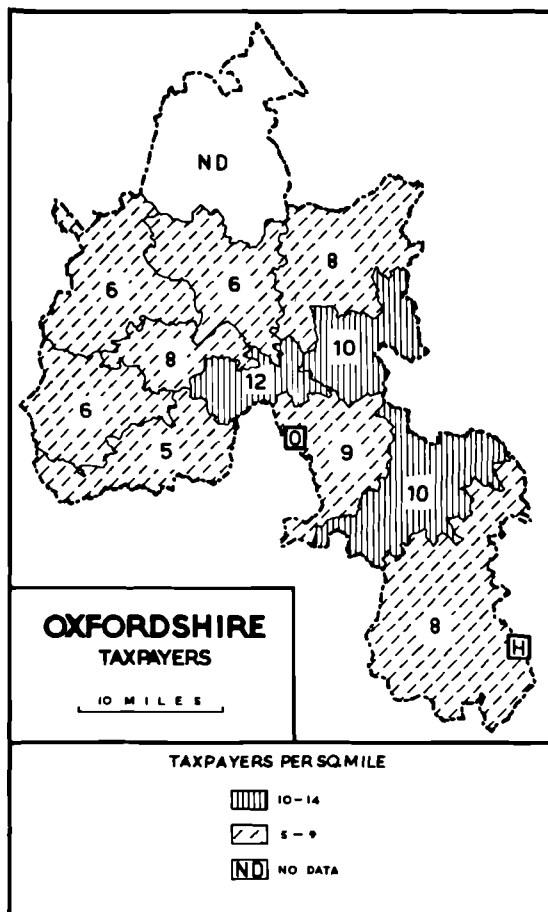 ND
6
6
8
8
10
12
6
5
O
9
10
8
H
OXFORDSHIRE
TAXPAYERS
10 MILES
TAXPAYERS PER SQ.MILE
10-14
5-9
ND NO DATA